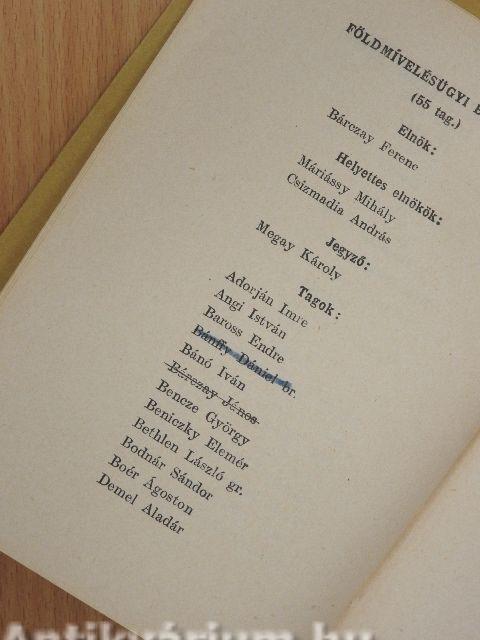 FÖLDMÍVELÉSÜGYI
(55 tag.)
Elnök:
Bárczay Ferenc
Helyettes elnökök:
Máriássy Mihály
Csizmadia András
Jegyző:
Megay Károly
Tagok:
Adorján Imre
Angi István
Baross Endre
Bánffy Dániel br.
Bánó Iván
Bárczay János
Bencze György
Beniczky Elemér
Bethlen László gr.
Bodnár Sándor
Boér Ágoston
Demel Aladár
Antikvárium.hu